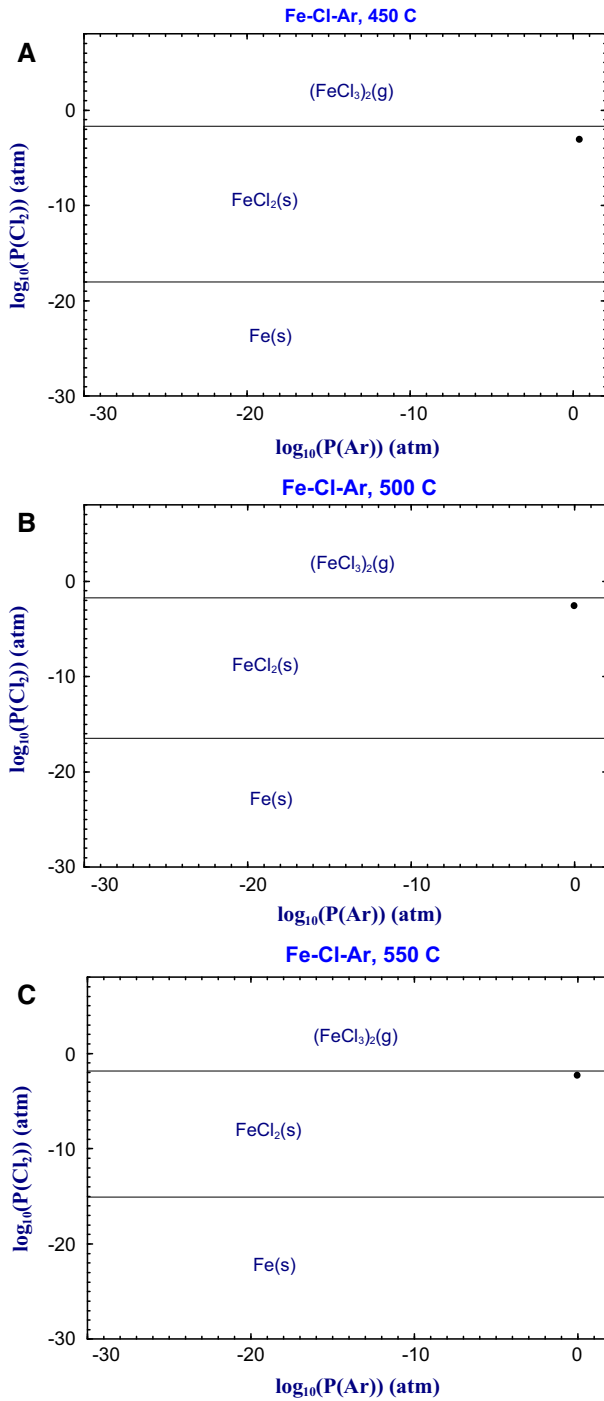 Fe-Cl-Ar, 450 C
A
(FeCl₃)₂(g)
FeCl₂(s)
Fe(s)
log₁₀(P(Cl₂)) (atm)
0
-10
-20
-30
-30 -20 -10 0
log₁₀(P(Ar)) (atm)
Fe-Cl-Ar, 500 C
B
(FeCl₃)₂(g)
FeCl₂(s)
Fe(s)
log₁₀(P(Cl₂)) (atm)
0
-10
-20
-30
-30 -20 -10 0
log₁₀(P(Ar)) (atm)
Fe-Cl-Ar, 550 C
C
(FeCl₃)₂(g)
FeCl₂(s)
Fe(s)
log₁₀(P(Cl₂)) (atm)
0
-10
-20
-30
-30 -20 -10 0
log₁₀(P(Ar)) (atm)